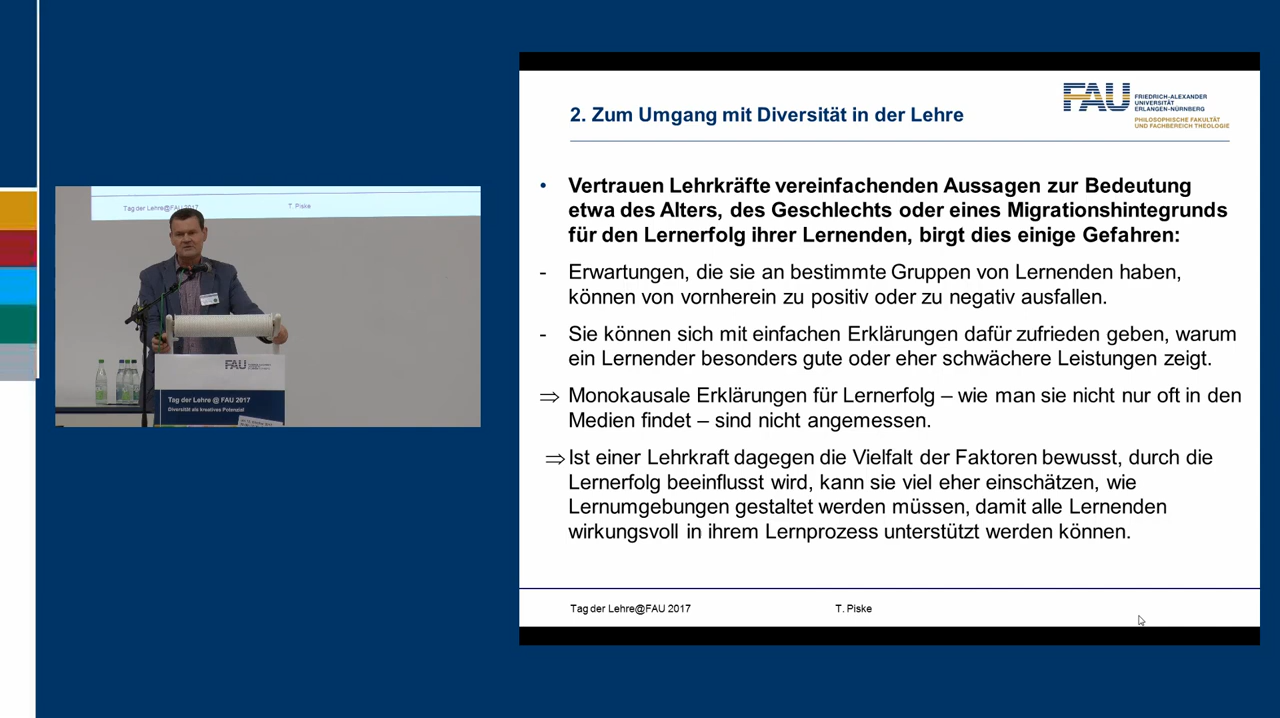 2. Zum Umgang mit Diversität in der Lehre
FAU
FRIEDRICH-ALEXANDER
UNIVERSITÄT
ERLANGEN-NÜRNBERG
PHILOSOPHISCHE FAKULTÄT
UND FACHBEREICH THEOLOGIE
• Vertrauen Lehrkräfte vereinfachenden Aussagen zur Bedeutung
etwa des Alters, des Geschlechts oder eines Migrationshintegrunds
für den Lernerfolg ihrer Lernenden, birgt dies einige Gefahren:
- Erwartungen, die sie an bestimmte Gruppen von Lernenden haben,
können von vornherein zu positiv oder zu negativ ausfallen.
- Sie können sich mit einfachen Erklärungen dafür zufrieden geben, warum
ein Lernender besonders gute oder eher schwächere Leistungen zeigt.
⇒ Monokausale Erklärungen für Lernerfolg – wie man sie nicht nur oft in den
Medien findet – sind nicht angemessen.
⇒ Ist einer Lehrkraft dagegen die Vielfalt der Faktoren bewusst, durch die
Lernerfolg beeinflusst wird, kann sie viel eher einschätzen, wie
Lernumgebungen gestaltet werden müssen, damit alle Lernenden
wirkungsvoll in ihrem Lernprozess unterstützt werden können.
Tag der Lehre@FAU 2017 T. Piske
Tag der Lehre@FAU 2017 T. Piske
FAU
Tag der Lehre @ FAU 2017
Diversität als kreatives Potenzial